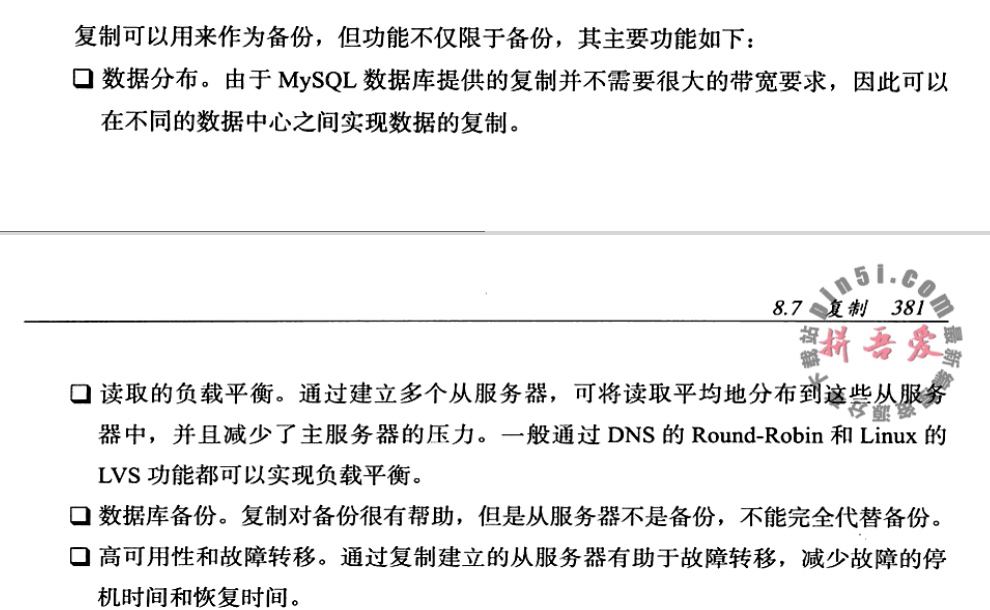 复制可以用来作为备份，但功能不仅限于备份，其主要功能如下：
❑ 数据分布。由于 MySQL 数据库提供的复制并不需要很大的带宽要求，因此可以
在不同的数据中心之间实现数据的复制。
pin5i.com
8.7 复制 381
拼吾爱
最新
下载站
❑ 读取的负载平衡。通过建立多个从服务器，可将读取平均地分布到这些从服务
器中，并且减少了主服务器的压力。一般通过 DNS 的 Round-Robin 和 Linux 的
LVS 功能都可以实现负载平衡。
❑ 数据库备份。复制对备份很有帮助，但是从服务器不是备份，不能完全代替备份。
❑ 高可用性和故障转移。通过复制建立的从服务器有助于故障转移，减少故障的停
机时间和恢复时间。